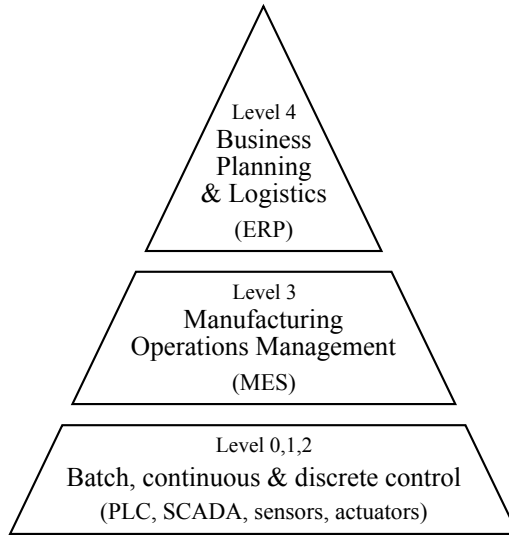 Level 4
Business
Planning
& Logistics
(ERP)
Level 3
Manufacturing
Operations Management
(MES)
Level 0,1,2
Batch, continuous & discrete control
(PLC, SCADA, sensors, actuators)